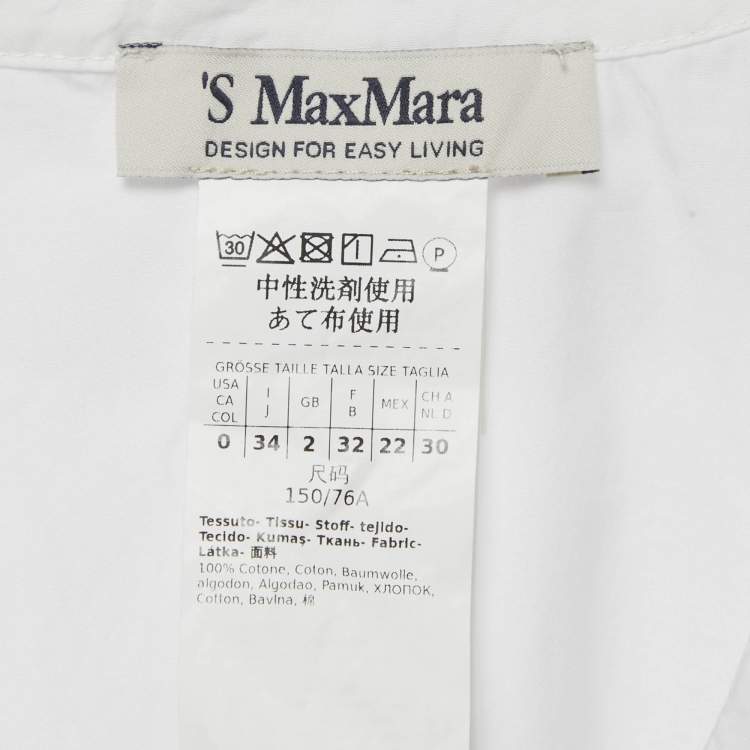 'S MaxMara
DESIGN FOR EASY LIVING
30 P
中性洗剤使用
あて布使用
GRÖSSE TAILLE TALLA SIZE TAGLIA
USA CA COL I J GB F B MEX CH A NL D
0 34 2 32 22 30
尺码
150/76A
Tessuto- Tissu- Stoff- tejido-
Tecido- Kumaş- Ткань- Fabric-
Látka- 面料
100% Cotone, Coton, Baumwolle,
algodon, Algodao, Pamuk, ХЛОПОК,
Cotton, Bavlna, 棉